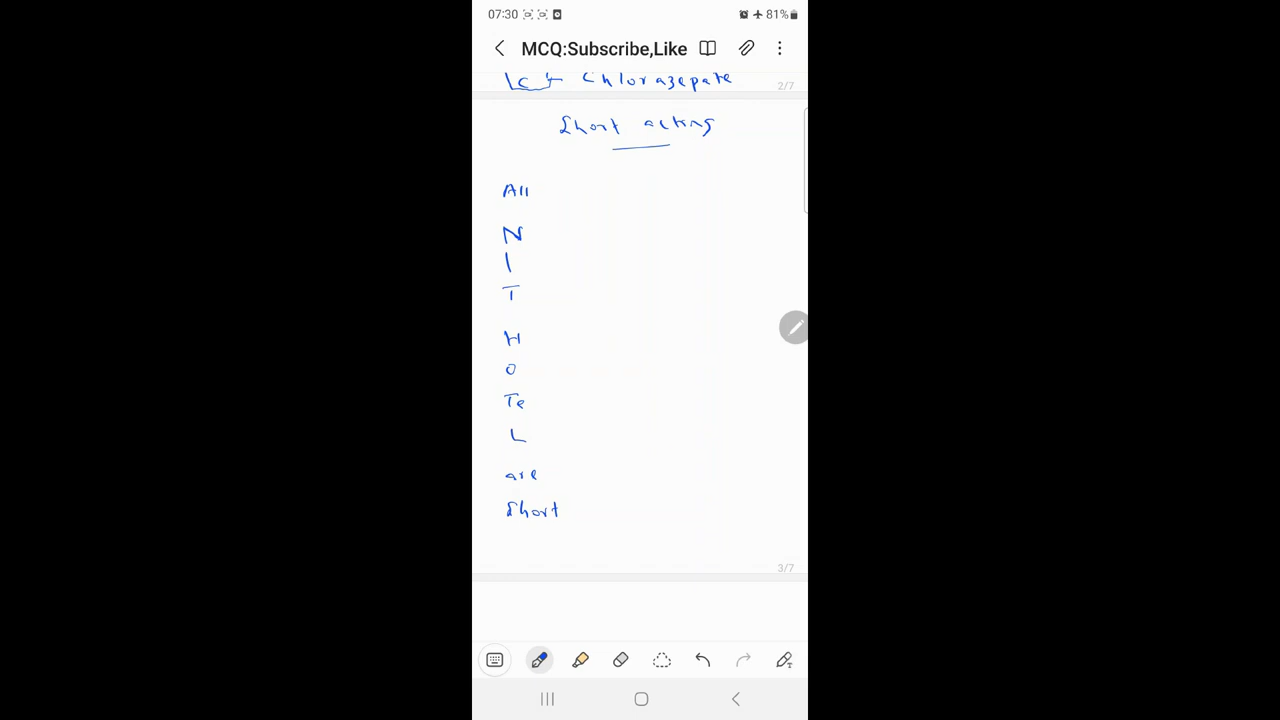 07:30 81%
MCQ:Subscribe,Like
Chlorazepate
2/7
Short acting
All
N
I
T
H
O
Te
L
are
Short
3/7